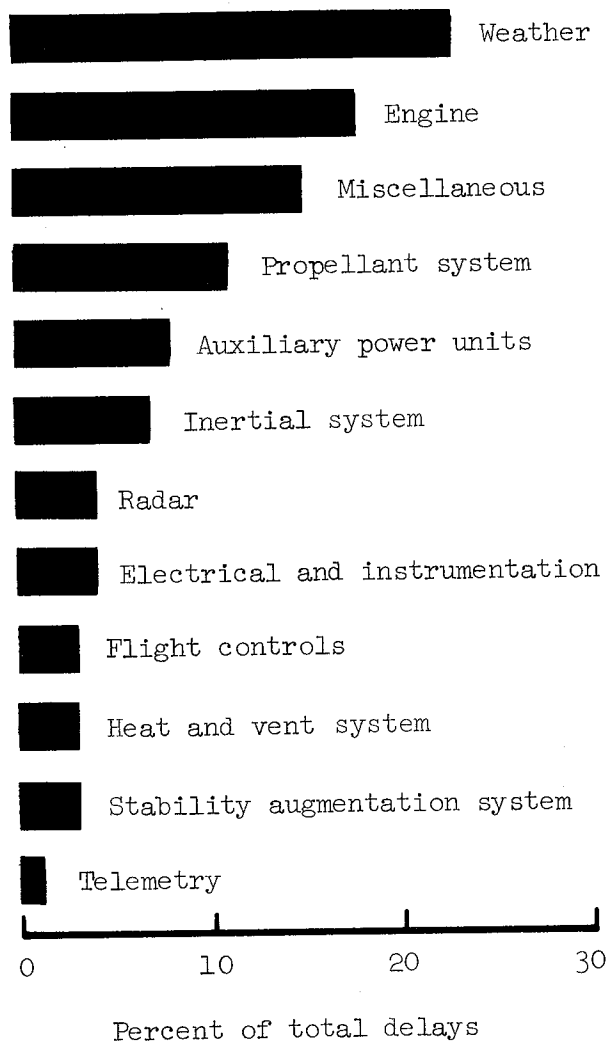 Weather
Engine
Miscellaneous
Propellant system
Auxiliary power units
Inertial system
Radar
Electrical and instrumentation
Flight controls
Heat and vent system
Stability augmentation system
Telemetry
0 10 20 30
Percent of total delays